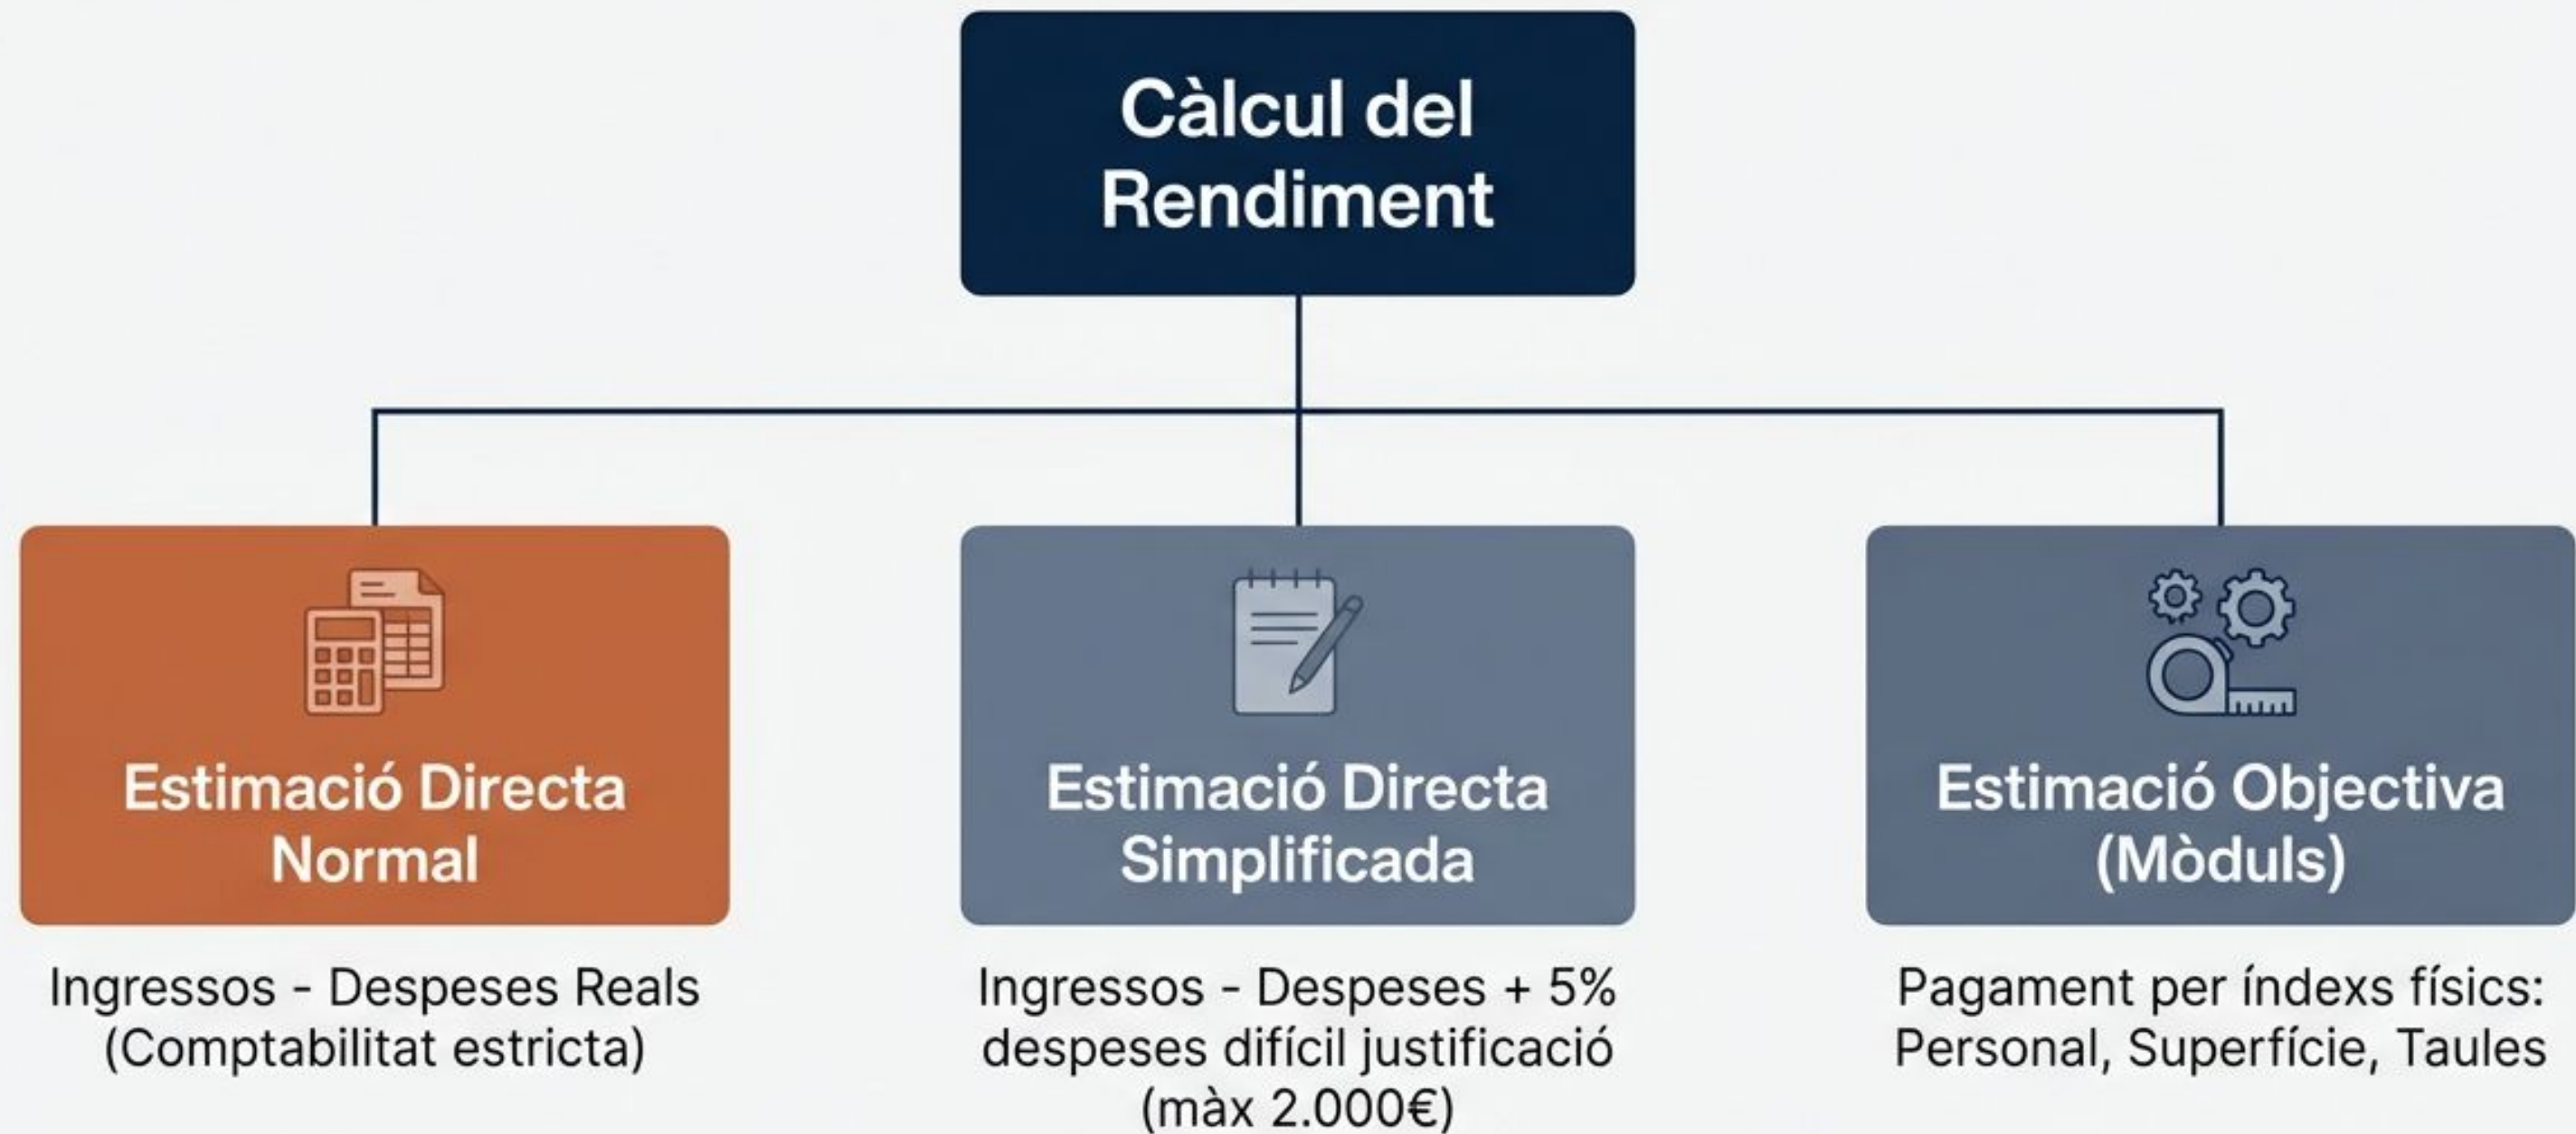 Càlcul del
Rendiment
Estimació Directa
Normal
Ingressos - Despeses Reals
(Comptabilitat estricta)
Estimació Directa
Simplificada
Ingressos - Despeses + 5%
despeses difícil justificació
(màx 2.000€)
Estimació Objectiva
(Mòduls)
Pagament per índexs físics:
Personal, Superfície, Taules